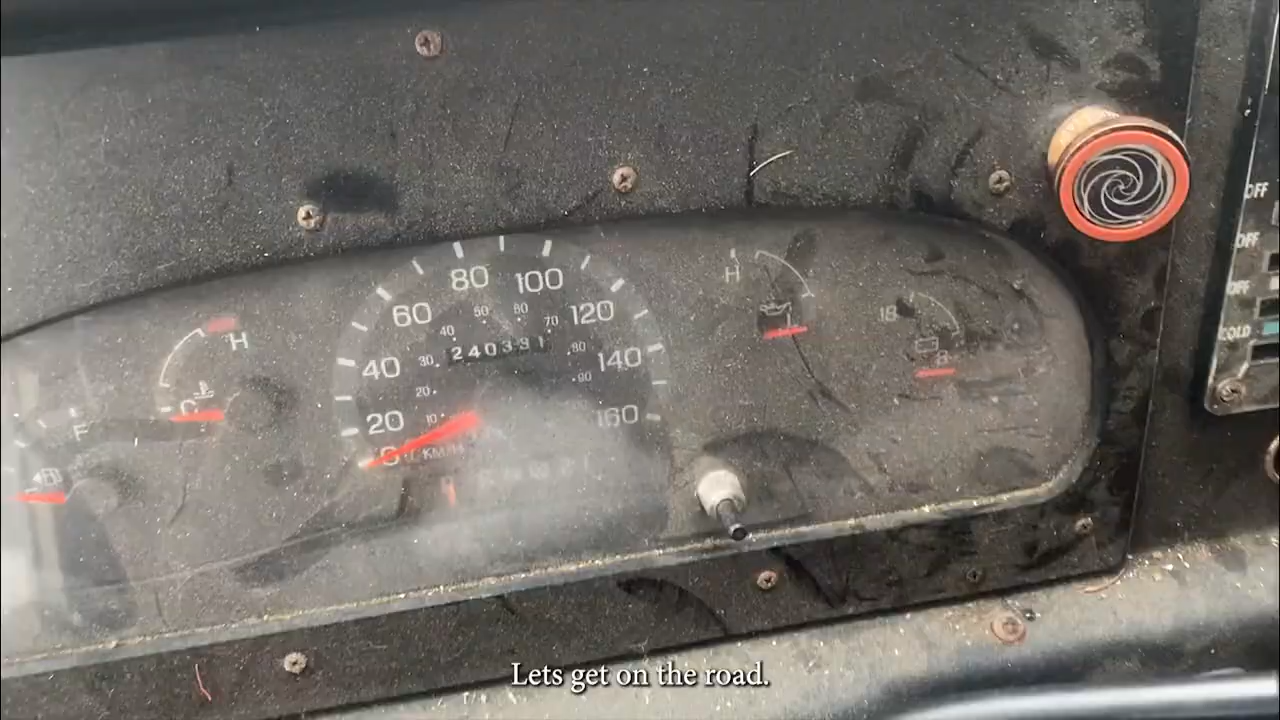 80 100
60 120
50 60
40 70
240331
40 30 80 140
20 90
20 10 160
0 KM/H
H
C
F
H
18
8
OFF
OFF
OFF
COLD
Lets get on the road.